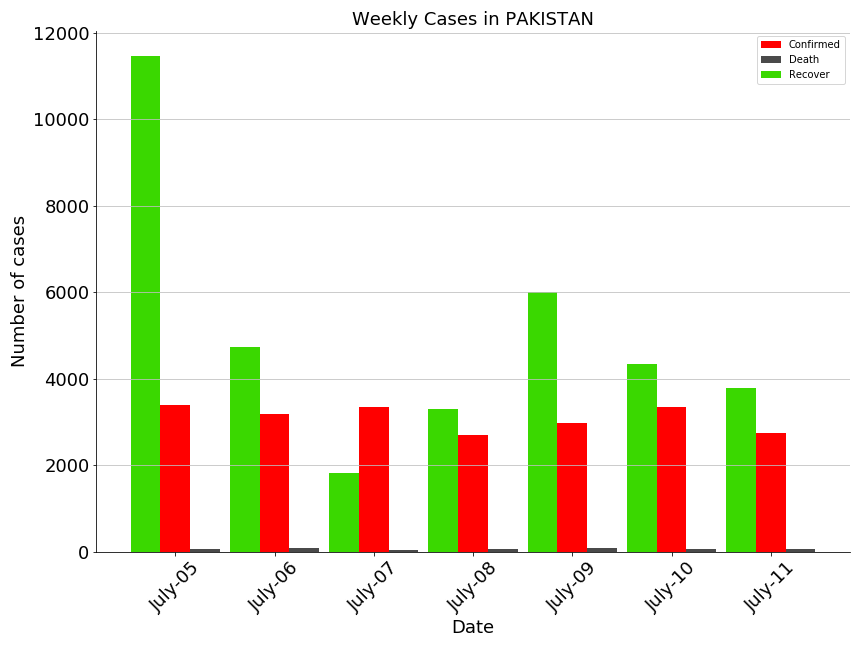 Weekly Cases in PAKISTAN
Confirmed
Death
Recover
12000
10000
8000
6000
4000
2000
0
Number of cases
July-05
July-06
July-07
July-08
July-09
July-10
July-11
Date